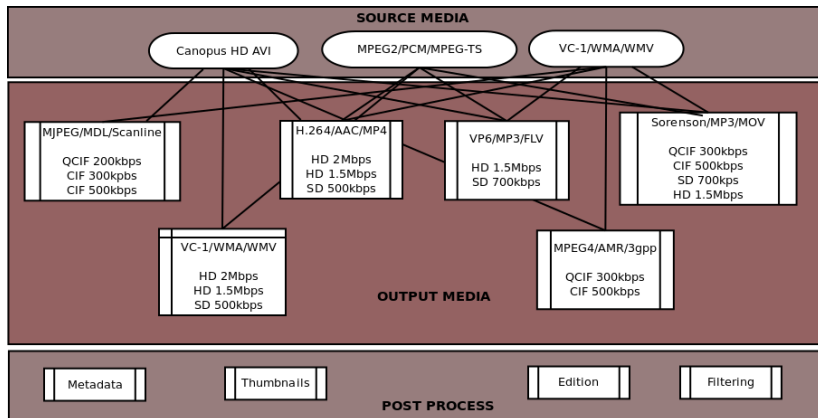 SOURCE MEDIA
Canopus HD AVI
MPEG2/PCM/MPEG-TS
VC-1/WMA/WMV
MJPEG/MDL/Scanline
QCIF 200kbps
CIF 300kpbs
CIF 500kbps
H.264/AAC/MP4
HD 2Mbps
HD 1.5Mbps
SD 500kbps
VP6/MP3/FLV
HD 1.5Mbps
SD 700kbps
Sorenson/MP3/MOV
QCIF 300kbps
CIF 500kbps
SD 700kps
HD 1.5Mbps
VC-1/WMA/WMV
HD 2Mbps
HD 1.5Mbps
SD 500kbps
MPEG4/AMR/3gpp
QCIF 300kbps
CIF 500kbps
OUTPUT MEDIA
Metadata
Thumbnails
Edition
Filtering
POST PROCESS